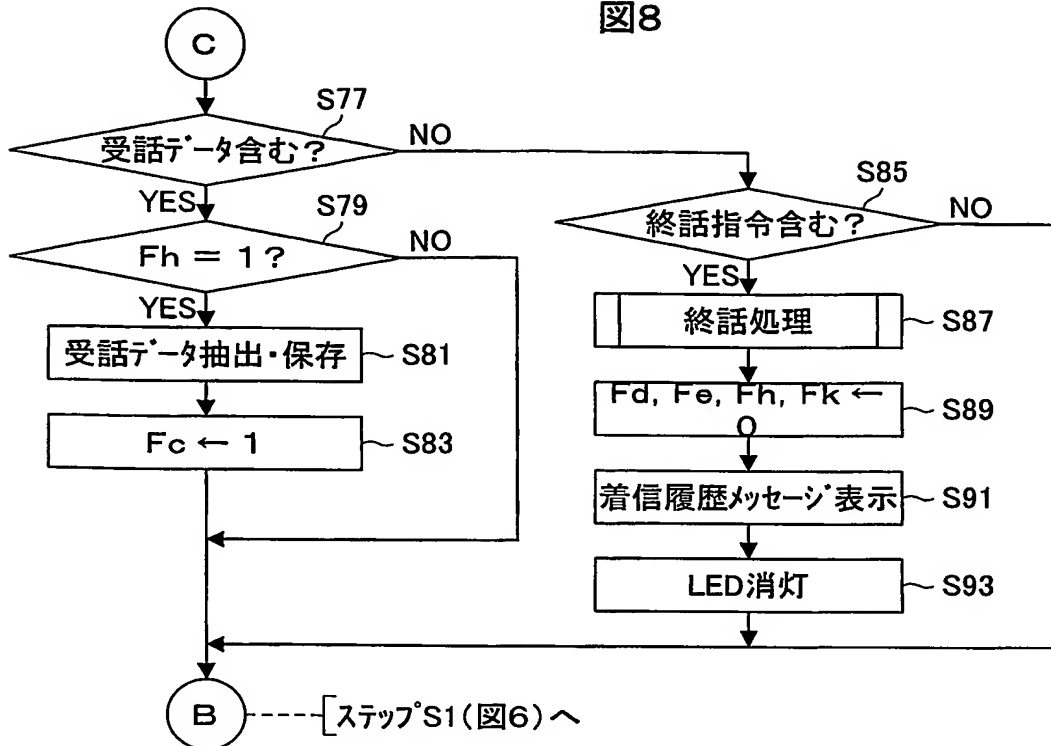 図8
C
S77
受話データ含む?
NO
YES
S79
Fh = 1?
NO
YES
受話データ抽出・保存
S81
Fc ← 1
S83
S85
終話指令含む?
NO
YES
終話処理
S87
Fd, Fe, Fh, Fk ←
0
S89
着信履歴メッセージ表示
S91
LED消灯
S93
B
ステップS1(図6)へ